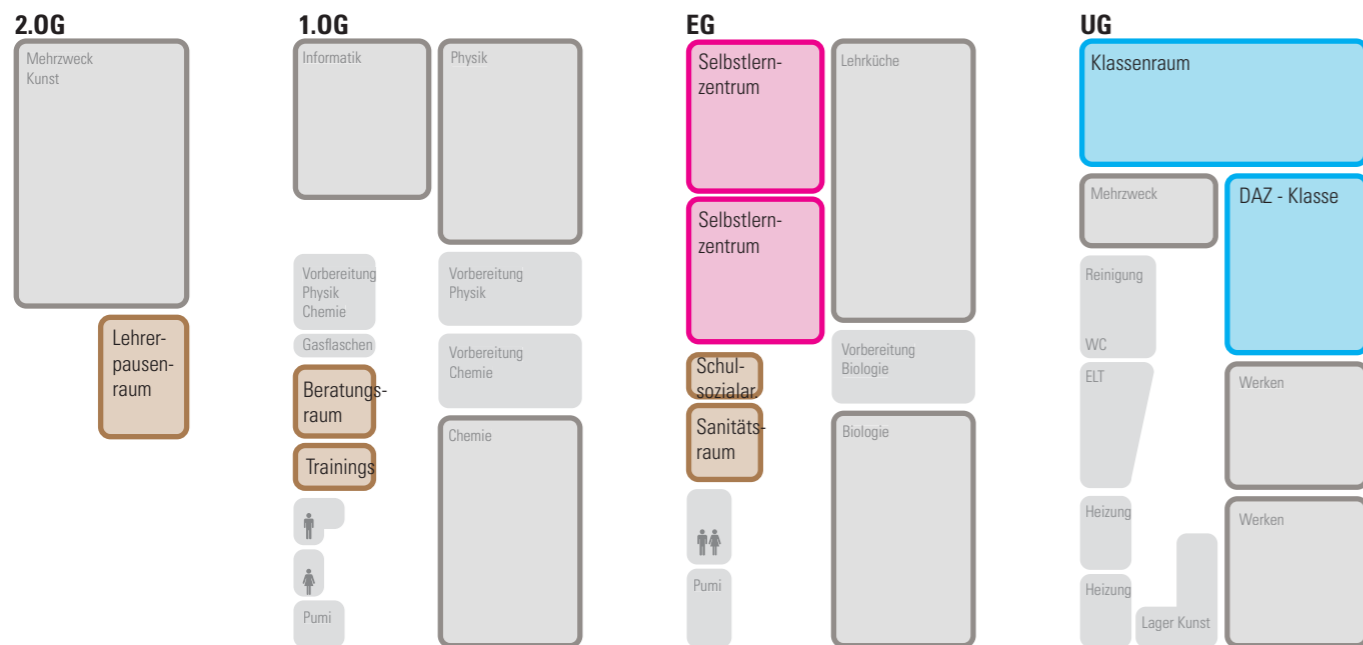 2.OG
Mehrzweck
Kunst
Lehrer-
pausen-
raum
1.OG
Informatik
Physik
Vorbereitung
Physik
Chemie
Vorbereitung
Physik
Gasflaschen
Vorbereitung
Chemie
Beratungs-
raum
Trainings
Chemie
Pumi
EG
Selbstlern-
zentrum
Lehrküche
Selbstlern-
zentrum
Vorbereitung
Biologie
Schul-
sozialar.
Sanitäts-
raum
Biologie
Pumi
UG
Klassenraum
Mehrzweck
DAZ - Klasse
Reinigung
WC
ELT
Werken
Heizung
Werken
Heizung
Lager Kunst